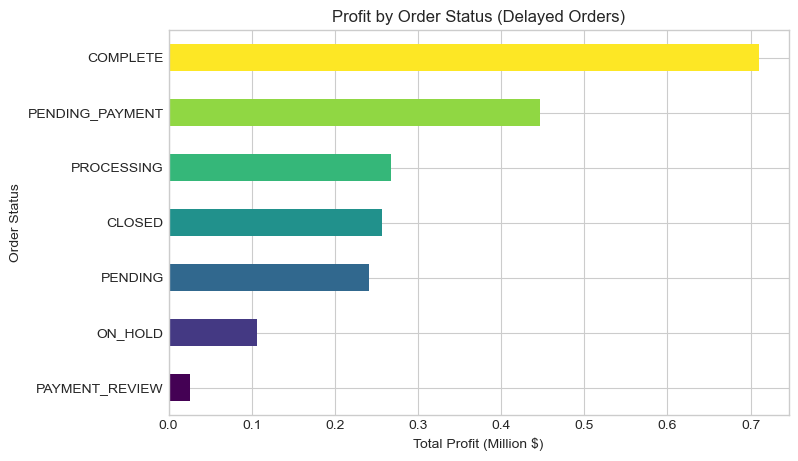 Profit by Order Status (Delayed Orders)
Order Status
COMPLETE
PENDING_PAYMENT
PROCESSING
CLOSED
PENDING
ON_HOLD
PAYMENT_REVIEW
0.0 0.1 0.2 0.3 0.4 0.5 0.6 0.7
Total Profit (Million $)